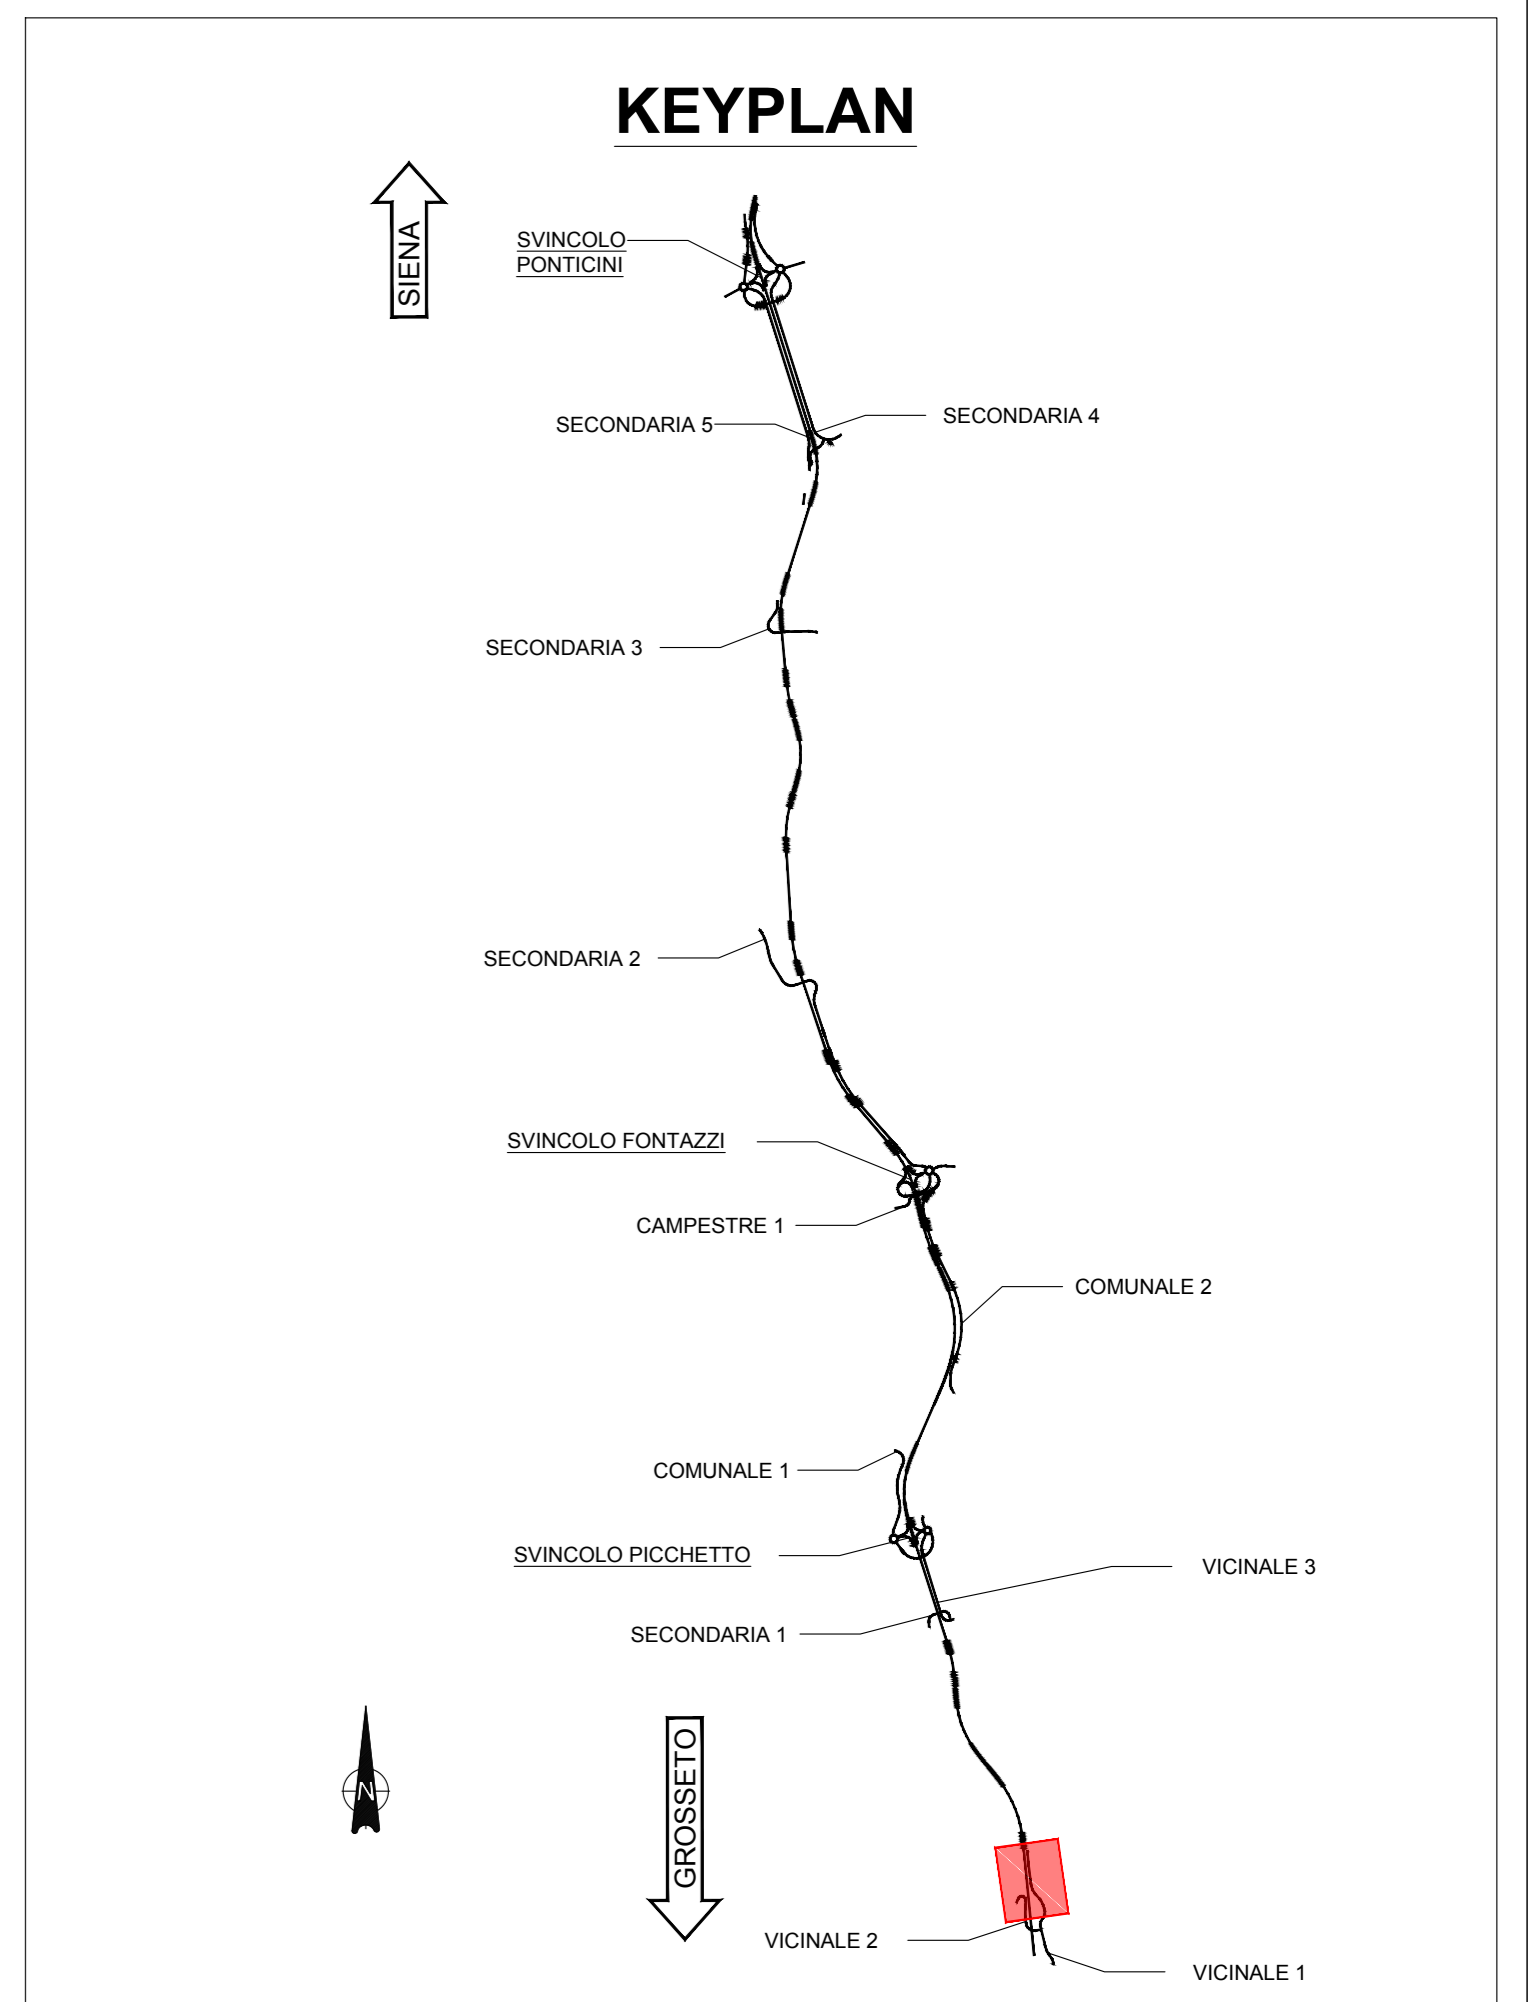 KEYPLAN
SIENA
SVINCOLO
PONTICINI
SECONDARIA 4
SECONDARIA 5
SECONDARIA 3
SECONDARIA 2
SVINCOLO FONTAZZI
CAMPESTRE 1
COMUNALE 2
COMUNALE 1
SVINCOLO PICCHETTO
VICINALE 3
SECONDARIA 1
N
GROSSETO
VICINALE 2
VICINALE 1